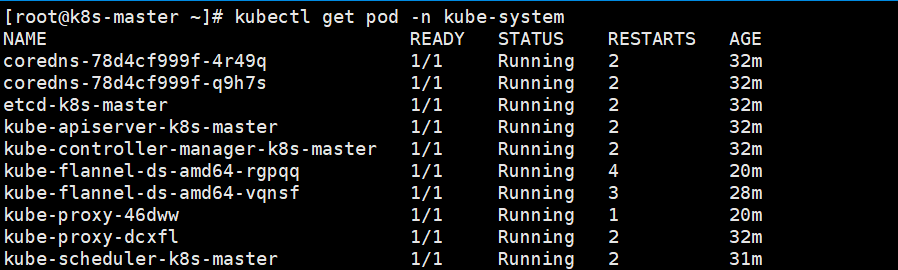 [root@k8s-master ~]# kubectl get pod -n kube-system
NAME READY STATUS RESTARTS AGE
coredns-78d4cf999f-4r49q 1/1 Running 2 32m
coredns-78d4cf999f-q9h7s 1/1 Running 2 32m
etcd-k8s-master 1/1 Running 2 32m
kube-apiserver-k8s-master 1/1 Running 2 32m
kube-controller-manager-k8s-master 1/1 Running 2 32m
kube-flannel-ds-amd64-rgpqq 1/1 Running 4 20m
kube-flannel-ds-amd64-vqnsf 1/1 Running 3 28m
kube-proxy-46dww 1/1 Running 1 20m
kube-proxy-dcxfl 1/1 Running 2 32m
kube-scheduler-k8s-master 1/1 Running 2 31m